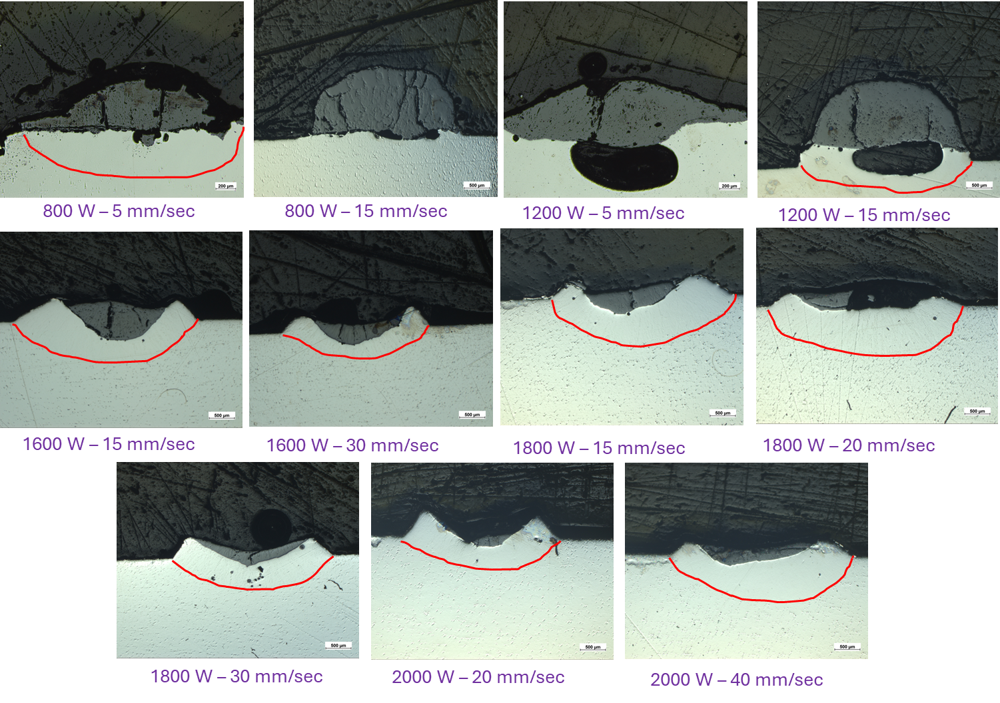 200 µm
500 µm
200 µm
500 µm
800 W – 5 mm/sec
800 W – 15 mm/sec
1200 W – 5 mm/sec
1200 W – 15 mm/sec
500 µm
500 µm
500 µm
500 µm
1600 W – 15 mm/sec
1600 W – 30 mm/sec
1800 W – 15 mm/sec
1800 W – 20 mm/sec
500 µm
500 µm
500 µm
1800 W – 30 mm/sec
2000 W – 20 mm/sec
2000 W – 40 mm/sec